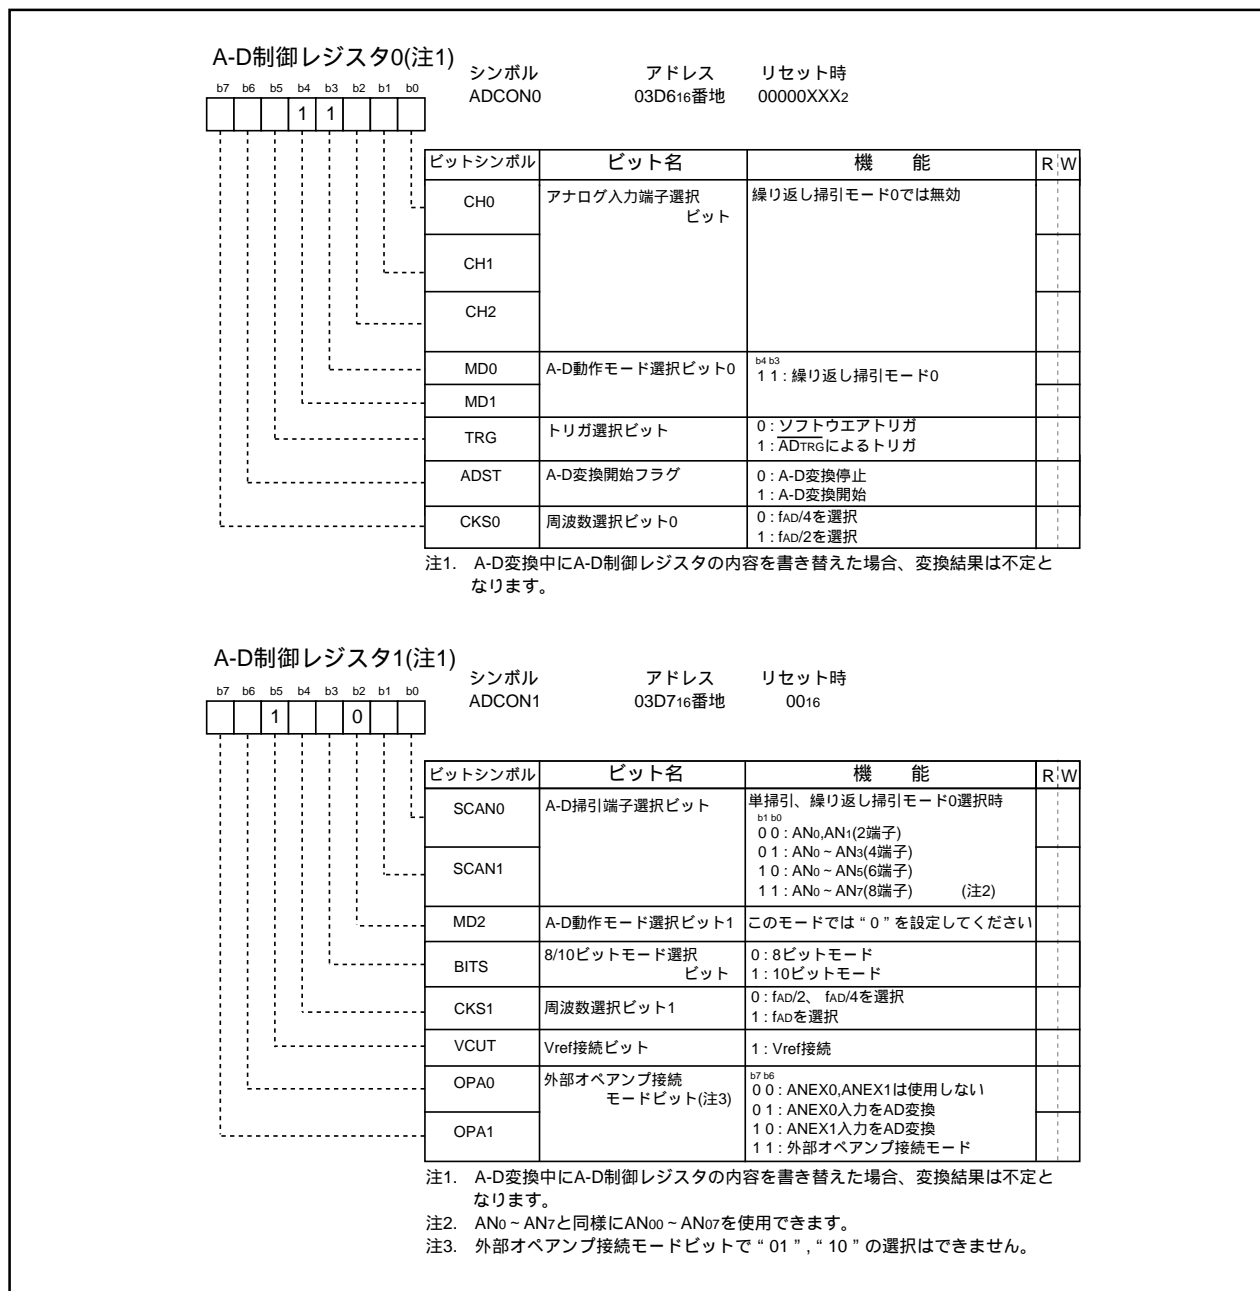 A-D制御レジスタ0(注1)
シンボル アドレス リセット時
ADCON0 03D616番地 00000XXX2
b7 b6 b5 b4 b3 b2 b1 b0
1 1
ビットシンボル ビット名 機 能 R W
CH0 アナログ入力端子選択 繰り返し掃引モード0では無効
ビット
CH1
CH2
MD0 A-D動作モード選択ビット0 b4 b3
1 1 : 繰り返し掃引モード0
MD1
TRG トリガ選択ビット 0 : ソフトウエアトリガ
1 : ADTRGによるトリガ
ADST A-D変換開始フラグ 0 : A-D変換停止
1 : A-D変換開始
CKS0 周波数選択ビット0 0 : fAD/4を選択
1 : fAD/2を選択
注1. A-D変換中にA-D制御レジスタの内容を書き替えた場合、変換結果は不定と
なります。
A-D制御レジスタ1(注1)
シンボル アドレス リセット時
ADCON1 03D716番地 0016
b7 b6 b5 b4 b3 b2 b1 b0
1 0
ビットシンボル ビット名 機 能 R W
SCAN0 A-D掃引端子選択ビット 単掃引、繰り返し掃引モード0選択時
b1 b0
0 0 : AN0,AN1(2端子)
0 1 : AN0 ~ AN3(4端子)
SCAN1 1 0 : AN0 ~ AN5(6端子)
1 1 : AN0 ~ AN7(8端子) (注2)
MD2 A-D動作モード選択ビット1 このモードでは “ 0 ” を設定してください
BITS 8/10ビットモード選択 0 : 8ビットモード
ビット 1 : 10ビットモード
CKS1 周波数選択ビット1 0 : fAD/2、 fAD/4を選択
1 : fADを選択
VCUT Vref接続ビット 1 : Vref接続
OPA0 外部オペアンプ接続 b7 b6
モードビット(注3) 0 0 : ANEX0,ANEX1は使用しない
0 1 : ANEX0入力をAD変換
OPA1 1 0 : ANEX1入力をAD変換
1 1 : 外部オペアンプ接続モード
注1. A-D変換中にA-D制御レジスタの内容を書き替えた場合、変換結果は不定と
なります。
注2. AN0 ~ AN7と同様にAN00 ~ AN07を使用できます。
注3. 外部オペアンプ接続モードビットで “ 01 ” , “ 10 ” の選択はできません。